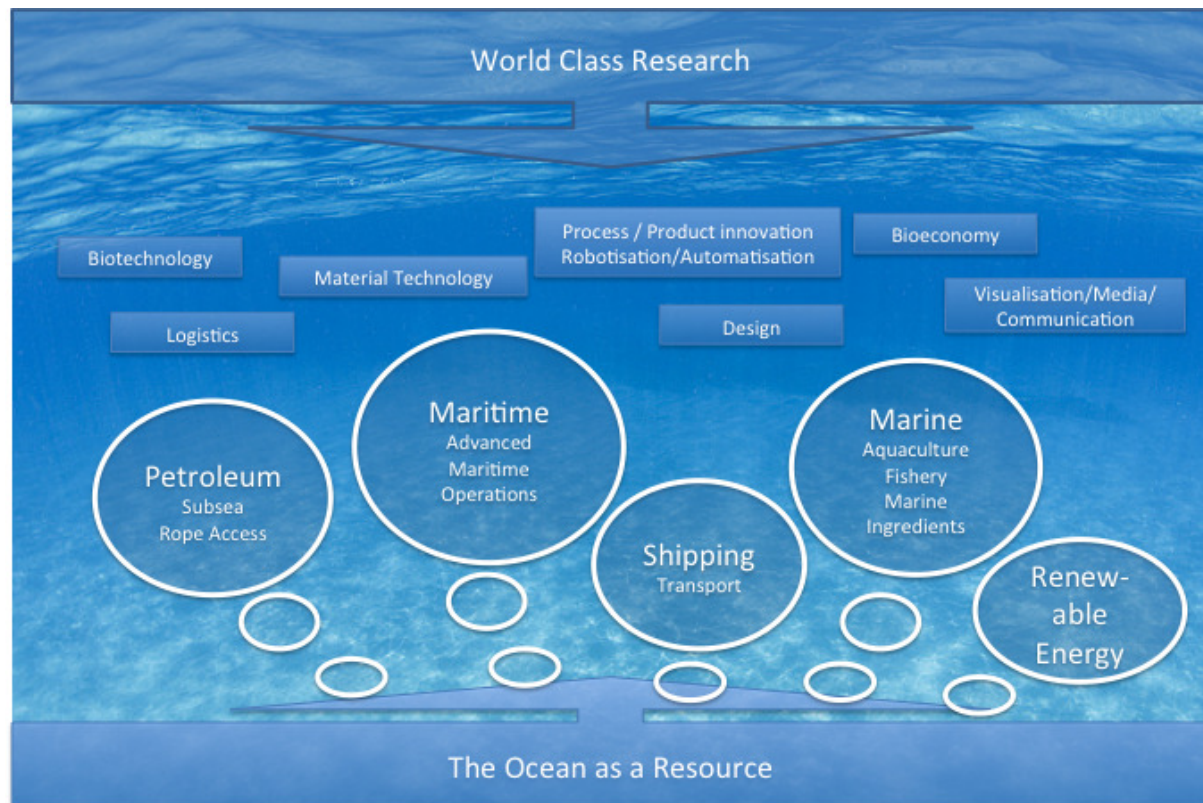 World Class Research
Process / Product innovation
Robotisation/Automatisation
Bioeconomy
Biotechnology
Material Technology
Visualisation/Media/
Communication
Logistics
Design
Maritime
Advanced
Maritime
Operations
Marine
Aquaculture
Fishery
Marine
Ingredients
Petroleum
Subsea
Rope Access
Shipping
Transport
Renew-
able
Energy
The Ocean as a Resource